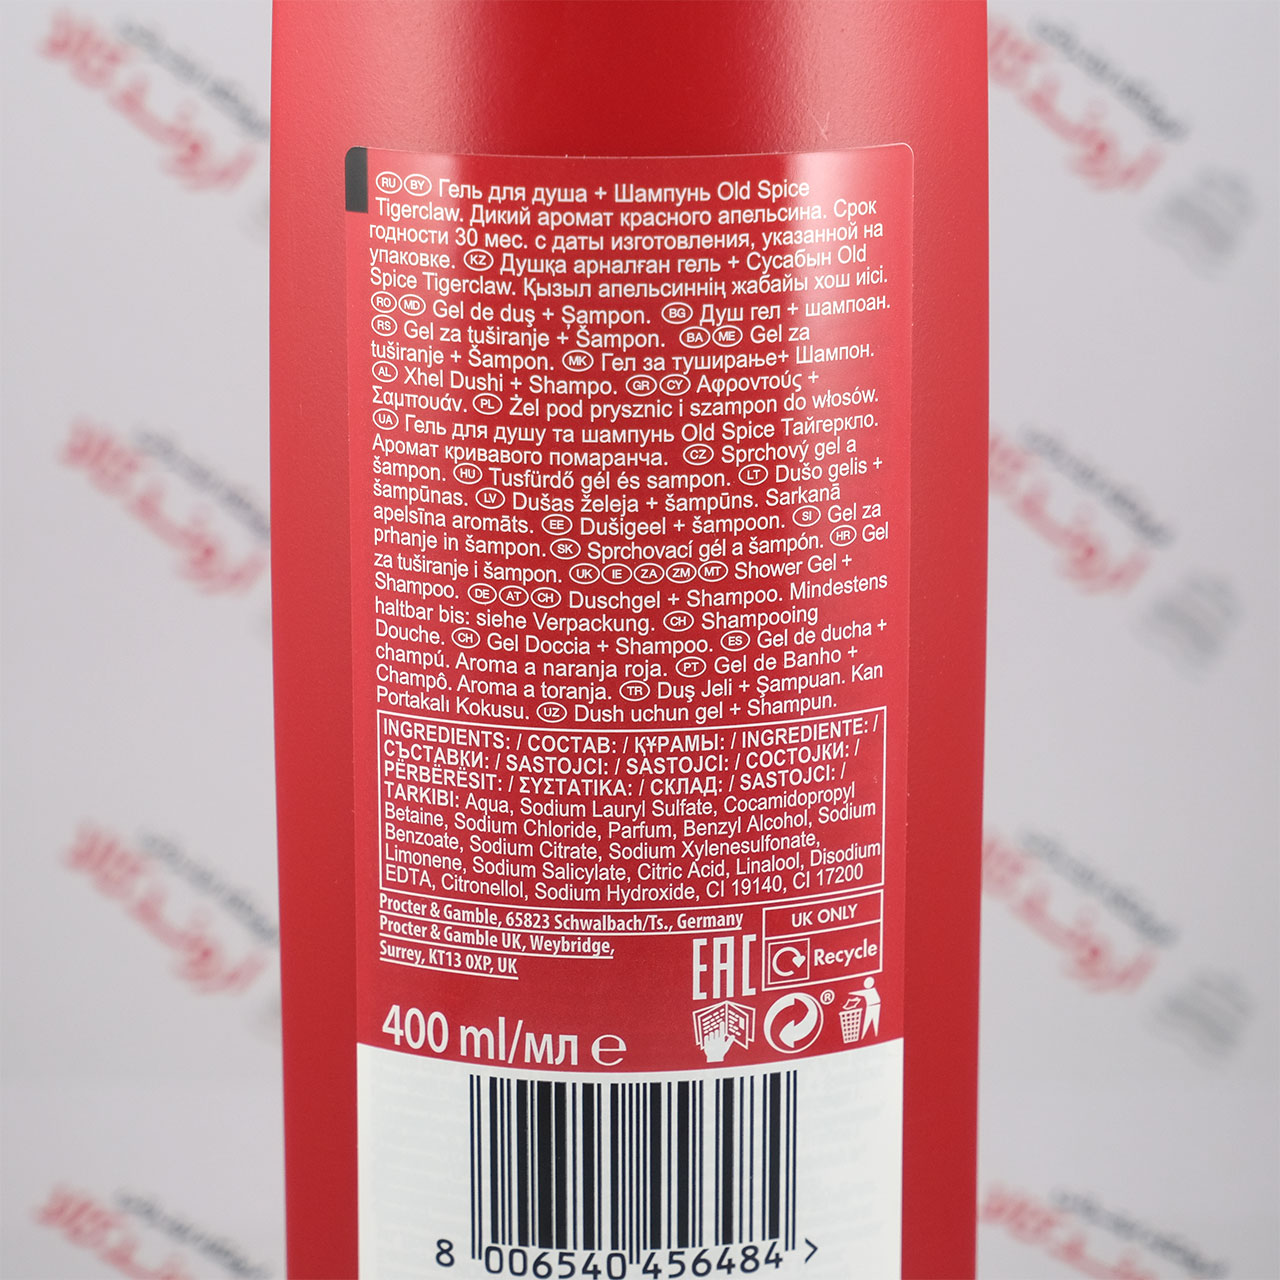 RU BY Гель для душа + Шампунь Old Spice
Tigerclaw. Дикий аромат красного апельсина. Срок
годности 30 мес. с даты изготовления, указанной на
упаковке. KZ Душқа арналған гель + Сусабын Old
Spice Tigerclaw. Қызыл апельсиннің жабайы хош иісі.
RO MD Gel de duş + Şampon. BG Душ гел + шампоан.
RS Gel za tuširanje + Šampon. BA ME Gel za
tuširanje + Šampon. MK Гел за туширање+ Шампон.
AL Xhel Dushi + Shampo. GR CY Αφροντούς +
Σαμπουάν. PL Żel pod prysznic i szampon do włosów.
UA Гель для душу та шампунь Old Spice Тайгеркло.
Аромат кривавого помаранча. CZ Sprchový gel a
šampon. HU Tusfürdő gél és sampon. LT Dušo gelis +
šampūnas. LV Dušas želeja + šampūns. Sarkanā
apelsīna aromāts. EE Dušigeel + šampoon. SI Gel za
prhanje in šampon. SK Sprchovací gél a šampón. HR Gel
za tuširanje i šampon. UK IE ZA ZM MT Shower Gel +
Shampoo. DE AT CH Duschgel + Shampoo. Mindestens
haltbar bis: siehe Verpackung. CH Shampooing
Douche. CH Gel Doccia + Shampoo. ES Gel de ducha +
champú. Aroma a naranja roja. PT Gel de Banho +
Champô. Aroma a toranja. TR Duş Jeli + Şampuan. Kan
Portakalı Kokusu. UZ Dush uchun gel + Shampun.
INGREDIENTS: / СОСТАВ: / ҚҰРАМЫ: / INGREDIENTE: /
СЪСТАВКИ: / SASTOJCI: / SASTOJCI: / СОСТОЈКИ: /
PËRBËRËSIT: / ΣΥΣΤΑΤΙΚΑ: / СКЛАД: / SASTOJCI: /
TARKIBI: Aqua, Sodium Lauryl Sulfate, Cocamidopropyl
Betaine, Sodium Chloride, Parfum, Benzyl Alcohol, Sodium
Benzoate, Sodium Citrate, Sodium Xylenesulfonate,
Limonene, Sodium Salicylate, Citric Acid, Linalool, Disodium
EDTA, Citronellol, Sodium Hydroxide, CI 19140, CI 17200
Procter & Gamble, 65823 Schwalbach/Ts., Germany
Procter & Gamble UK, Weybridge,
Surrey, KT13 0XP, UK
UK ONLY
Recycle
EAC
®
400 ml/мл e
8 006540 456484 >